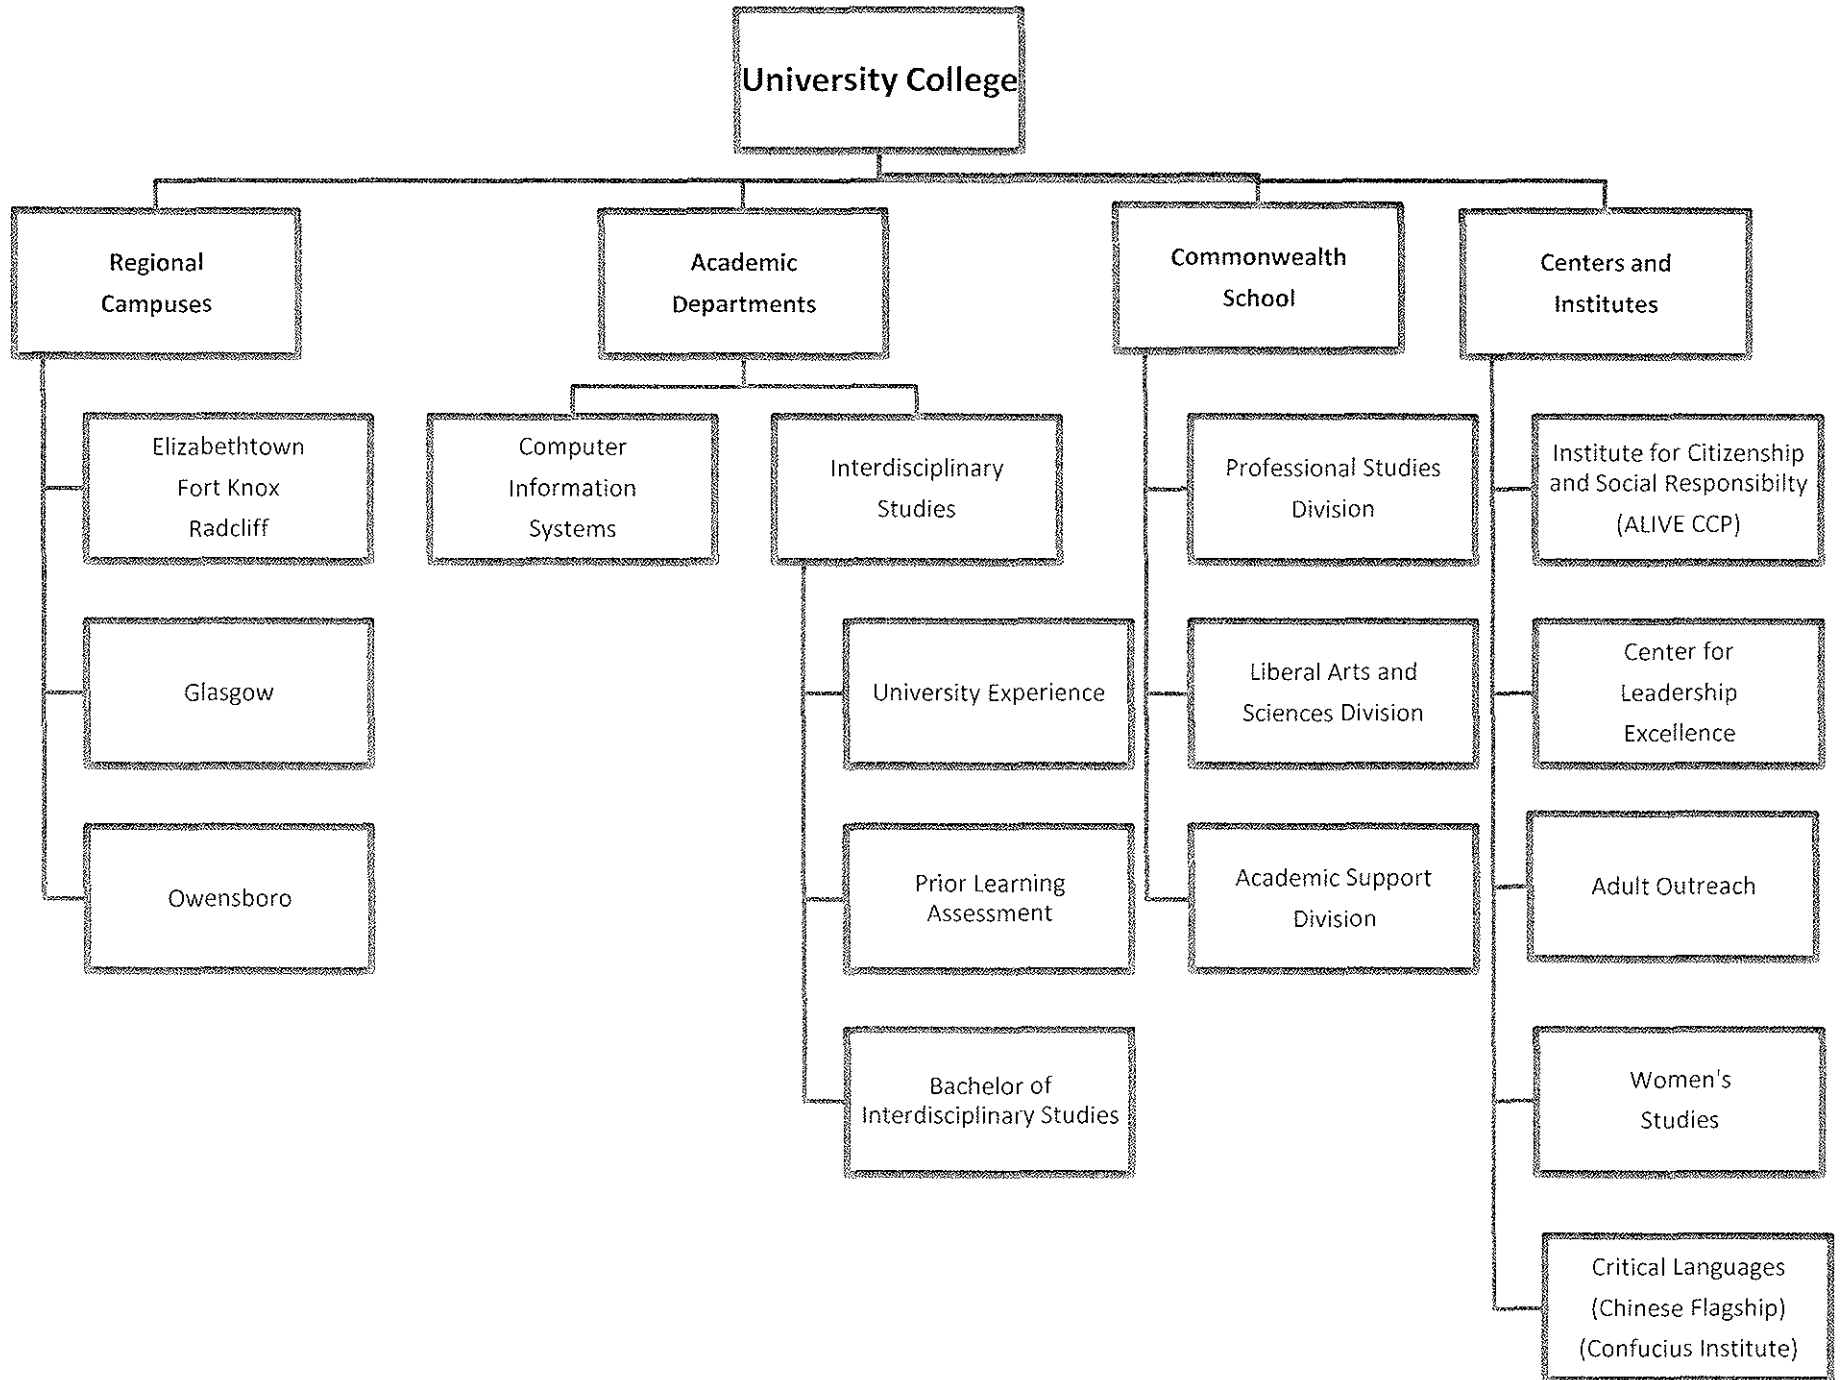 University College
Regional
Campuses
Academic
Departments
Commonwealth
School
Centers and
Institutes
Elizabethtown
Fort Knox
Radcliff
Glasgow
Owensboro
Computer
Information
Systems
Interdisciplinary
Studies
University Experience
Prior Learning
Assessment
Bachelor of
Interdisciplinary Studies
Professional Studies
Division
Liberal Arts and
Sciences Division
Academic Support
Division
Institute for Citizenship
and Social Responsibilty
(ALIVE CCP)
Center for
Leadership
Excellence
Adult Outreach
Women's
Studies
Critical Languages
(Chinese Flagship)
(Confucius Institute)